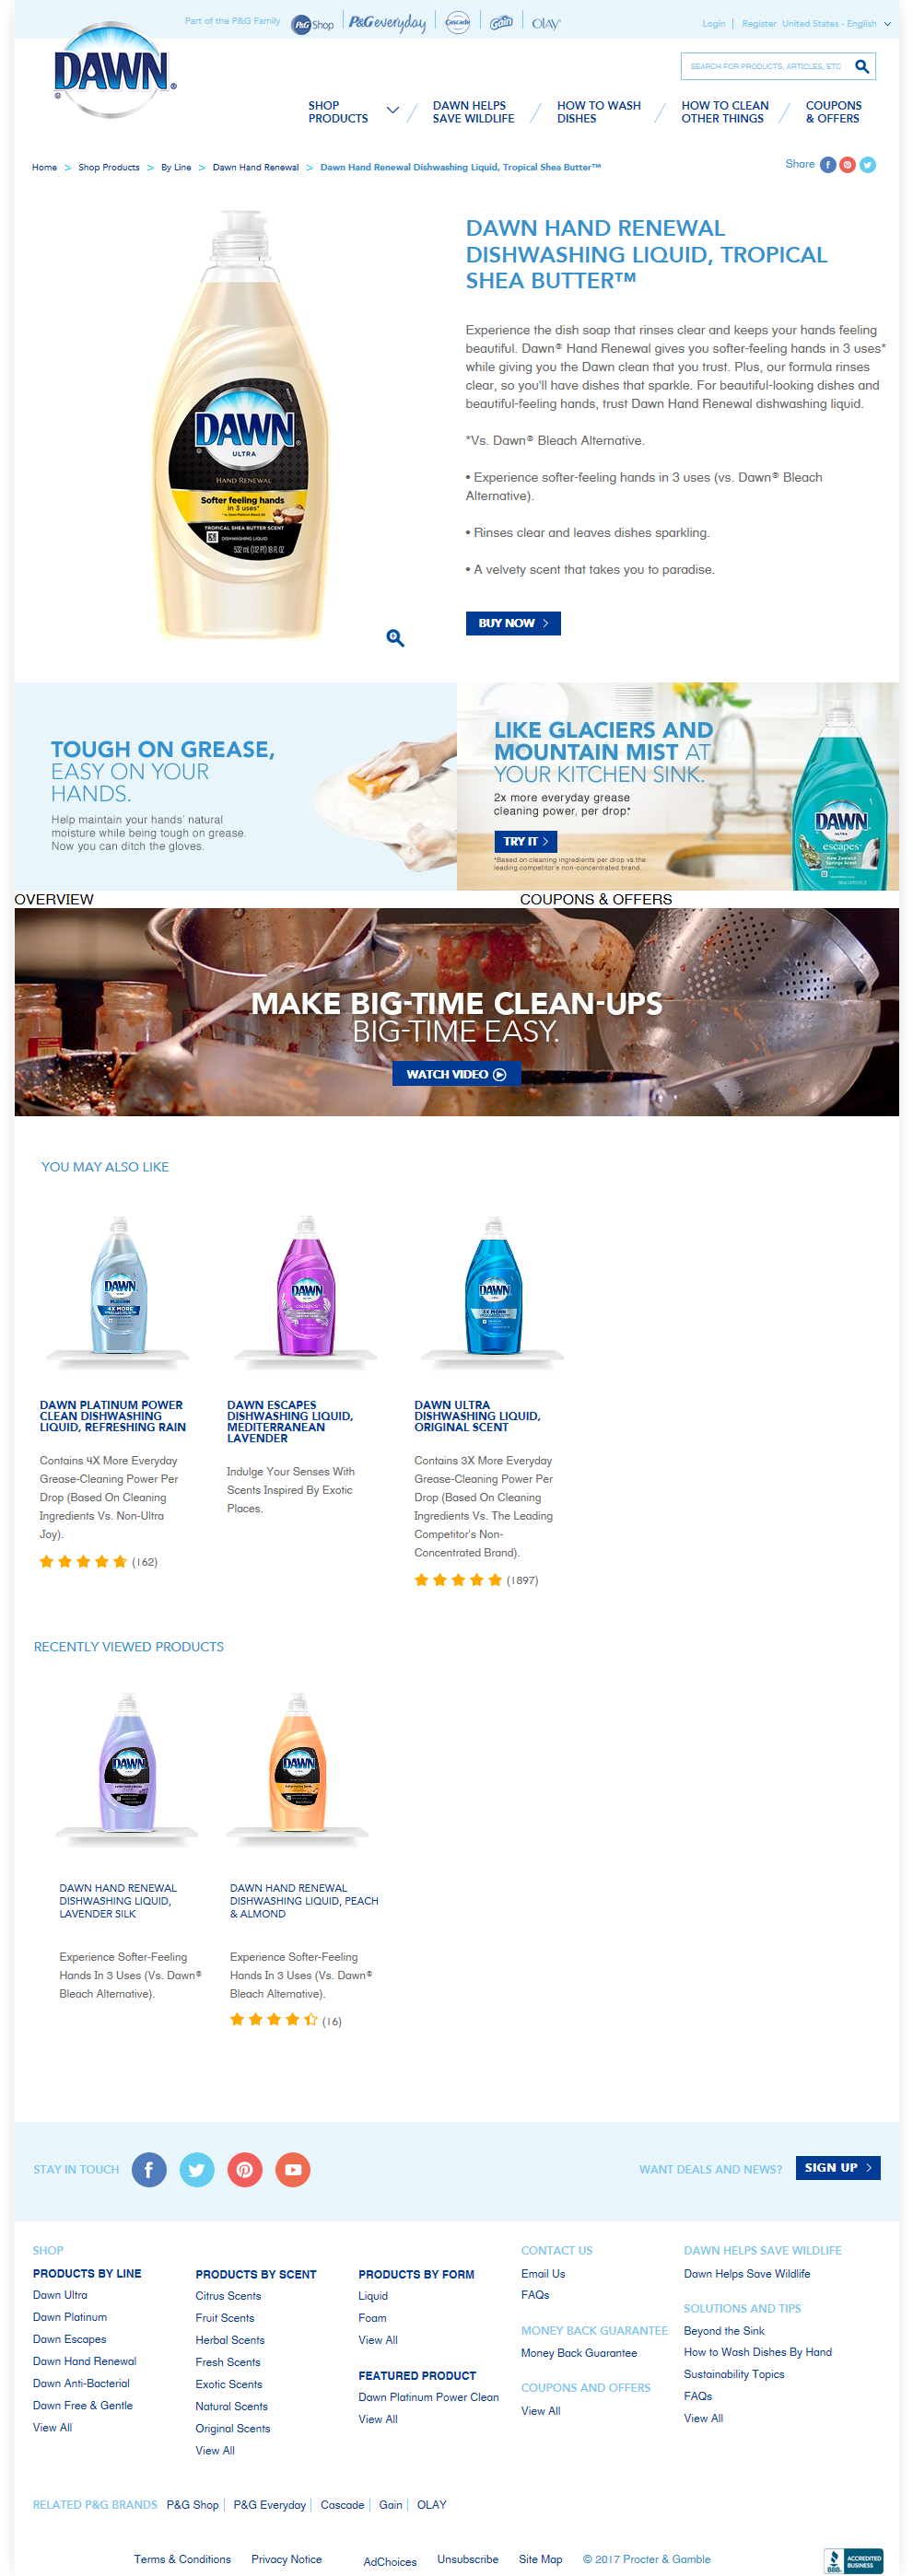 Part of the P&G Family
P&G Shop
P&G everyday
Cascade
Gain
OLAY
Login
Register
United States - English
DAWN
SEARCH FOR PRODUCTS, ARTICLES, ETC
SHOP
PRODUCTS
DAWN HELPS
SAVE WILDLIFE
HOW TO WASH
DISHES
HOW TO CLEAN
OTHER THINGS
COUPONS
& OFFERS
Home > Shop Products > By Line > Dawn Hand Renewal > Dawn Hand Renewal Dishwashing Liquid, Tropical Shea Butter™
Share
DAWN HAND RENEWAL
DISHWASHING LIQUID, TROPICAL
SHEA BUTTER™
DAWN
ULTRA
HAND RENEWAL
Softer feeling hands
in 3 uses*
TROPICAL SHEA BUTTER SCENT
DISHWASHING LIQUID
532 mL (1.12 PT) 18 FL OZ
Experience the dish soap that rinses clear and keeps your hands feeling
beautiful. Dawn® Hand Renewal gives you softer-feeling hands in 3 uses*
while giving you the Dawn clean that you trust. Plus, our formula rinses
clear, so you'll have dishes that sparkle. For beautiful-looking dishes and
beautiful-feeling hands, trust Dawn Hand Renewal dishwashing liquid.
*Vs. Dawn® Bleach Alternative.
• Experience softer-feeling hands in 3 uses (vs. Dawn® Bleach
Alternative).
• Rinses clear and leaves dishes sparkling.
• A velvety scent that takes you to paradise.
BUY NOW >
TOUGH ON GREASE,
EASY ON YOUR
HANDS.
Help maintain your hands' natural
moisture while being tough on grease.
Now you can ditch the gloves.
LIKE GLACIERS AND
MOUNTAIN MIST AT
YOUR KITCHEN SINK.
2x more everyday grease
cleaning power, per drop.*
TRY IT >
*Based on cleaning ingredients per drop vs the
leading competitor's non-concentrated brand.
DAWN
ULTRA
escapes
New Zealand
Springs Scent
OVERVIEW
COUPONS & OFFERS
MAKE BIG-TIME CLEAN-UPS
BIG-TIME EASY.
WATCH VIDEO
YOU MAY ALSO LIKE
DAWN
PLATINUM
4X MORE
DAWN
escapes
DAWN
3X MORE
DAWN PLATINUM POWER
CLEAN DISHWASHING
LIQUID, REFRESHING RAIN
Contains 4X More Everyday
Grease-Cleaning Power Per
Drop (Based On Cleaning
Ingredients Vs. Non-Ultra
Joy).
(162)
DAWN ESCAPES
DISHWASHING LIQUID,
MEDITERRANEAN
LAVENDER
Indulge Your Senses With
Scents Inspired By Exotic
Places.
DAWN ULTRA
DISHWASHING LIQUID,
ORIGINAL SCENT
Contains 3X More Everyday
Grease-Cleaning Power Per
Drop (Based On Cleaning
Ingredients Vs. The Leading
Competitor's Non-
Concentrated Brand).
(1897)
RECENTLY VIEWED PRODUCTS
DAWN
DAWN
DAWN HAND RENEWAL
DISHWASHING LIQUID,
LAVENDER SILK
Experience Softer-Feeling
Hands In 3 Uses (Vs. Dawn®
Bleach Alternative).
DAWN HAND RENEWAL
DISHWASHING LIQUID, PEACH
& ALMOND
Experience Softer-Feeling
Hands In 3 Uses (Vs. Dawn®
Bleach Alternative).
(16)
STAY IN TOUCH
WANT DEALS AND NEWS?
SIGN UP >
SHOP
PRODUCTS BY LINE
Dawn Ultra
Dawn Platinum
Dawn Escapes
Dawn Hand Renewal
Dawn Anti-Bacterial
Dawn Free & Gentle
View All
PRODUCTS BY SCENT
Citrus Scents
Fruit Scents
Herbal Scents
Fresh Scents
Exotic Scents
Natural Scents
Original Scents
View All
PRODUCTS BY FORM
Liquid
Foam
View All
FEATURED PRODUCT
Dawn Platinum Power Clean
View All
CONTACT US
Email Us
FAQs
MONEY BACK GUARANTEE
Money Back Guarantee
COUPONS AND OFFERS
View All
DAWN HELPS SAVE WILDLIFE
Dawn Helps Save Wildlife
SOLUTIONS AND TIPS
Beyond the Sink
How to Wash Dishes By Hand
Sustainability Topics
FAQs
View All
RELATED P&G BRANDS P&G Shop | P&G Everyday | Cascade | Gain | OLAY
Terms & Conditions
Privacy Notice
AdChoices
Unsubscribe
Site Map
© 2017 Procter & Gamble
BBB
ACCREDITED
BUSINESS